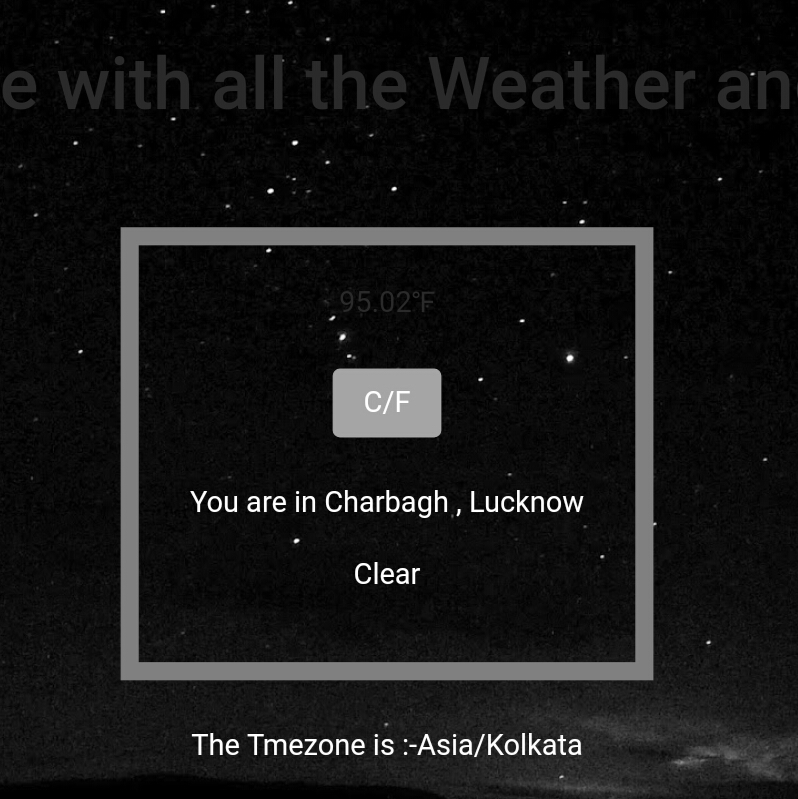 e with all the Weather an
95.02°F
C/F
You are in Charbagh , Lucknow
Clear
The Tmezone is :-Asia/Kolkata